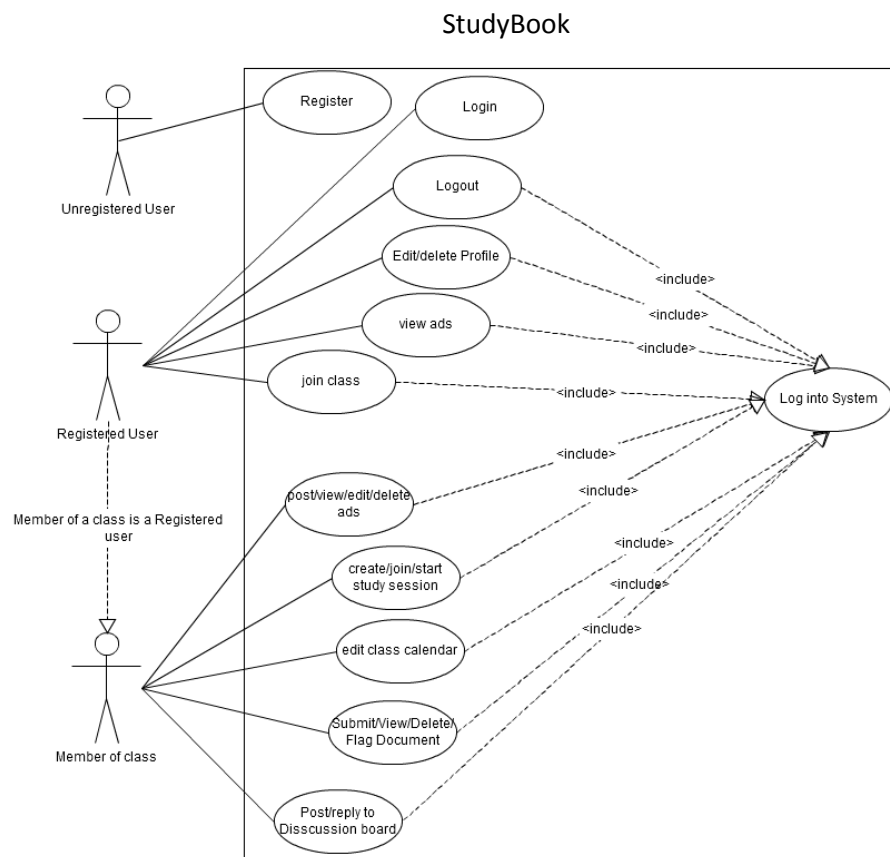 StudyBook
Register
Login
Unregistered User
Logout
Edit/delete Profile
<include>
<include>
view ads
<include>
join class
<include>
Log into System
Registered User
<include>
post/view/edit/delete
ads
<include>
Member of a class is a Registered
user
<include>
create/join/start
study session
<include>
<include>
edit class calendar
Submit/View/Delete/
Flag Document
Member of class
Post/reply to
Disscussion board